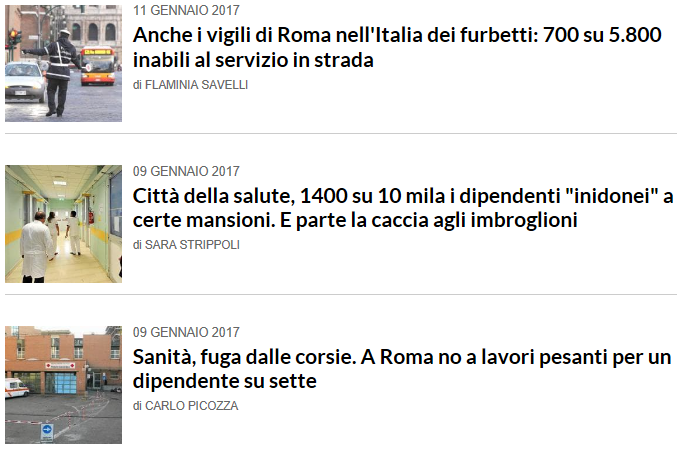 11 GENNAIO 2017
Anche i vigili di Roma nell'Italia dei furbetti: 700 su 5.800
inabili al servizio in strada
di FLAMINIA SAVELLI
09 GENNAIO 2017
Città della salute, 1400 su 10 mila i dipendenti "inidonei" a
certe mansioni. E parte la caccia agli imbroglioni
di SARA STRIPPOLI
09 GENNAIO 2017
Sanità, fuga dalle corsie. A Roma no a lavori pesanti per un
dipendente su sette
di CARLO PICOZZA